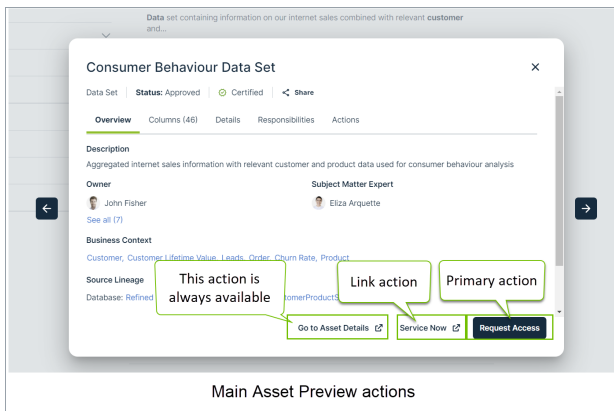 Data set containing information on our internet sales combined with relevant customer
and...
Consumer Behaviour Data Set
Data Set Status: Approved Certified Share
Overview Columns (46) Details Responsibilities Actions
Description
Aggregated internet sales information with relevant customer and product data used for consumer behaviour analysis
Owner Subject Matter Expert
John Fisher Eliza Arquette
See all (7)
Business Context
Customer, Customer Lifetime Value, Leads, Order, Churn Rate, Product
Source Lineage
This action is
always available
Link action
Primary action
Database: Refined
Go to Asset Details Service Now Request Access
Main Asset Preview actions